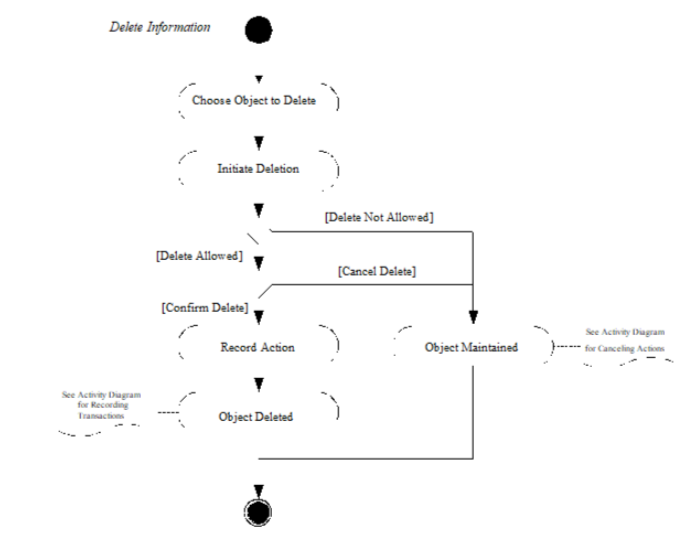 Delete Information
Choose Object to Delete
Initiate Deletion
[Delete Not Allowed]
[Delete Allowed]
[Cancel Delete]
[Confirm Delete]
Record Action
Object Maintained
See Activity Diagram
for Canceling Actions
See Activity Diagram
for Recording
Transactions
Object Deleted